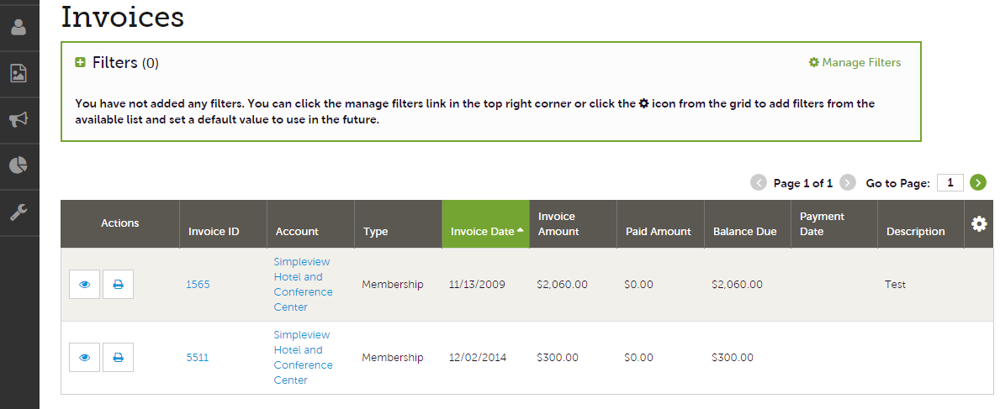 Invoices
Filters (0)
Manage Filters
You have not added any filters. You can click the manage filters link in the top right corner or click the icon from the grid to add filters from the
available list and set a default value to use in the future.
Page 1 of 1 Go to Page: 1
Actions Invoice ID Account Type Invoice Date Invoice Amount Paid Amount Balance Due Payment Date Description
1565 Simpleview Hotel and Conference Center Membership 11/13/2009 $2,060.00 $0.00 $2,060.00 Test
5511 Simpleview Hotel and Conference Center Membership 12/02/2014 $300.00 $0.00 $300.00